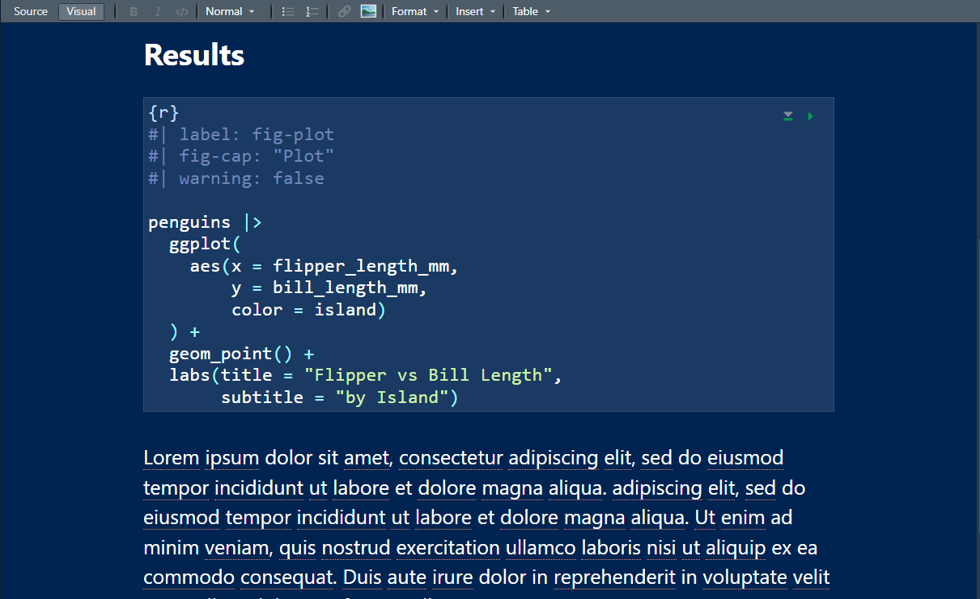 Source Visual B I </> Normal Format Insert Table
Results
{r}
#| label: fig-plot
#| fig-cap: "Plot"
#| warning: false
penguins |>
  ggplot(
    aes(x = flipper_length_mm,
        y = bill_length_mm,
        color = island)
  ) +
  geom_point() +
  labs(title = "Flipper vs Bill Length",
       subtitle = "by Island")
Lorem ipsum dolor sit amet, consectetur adipiscing elit, sed do eiusmod
tempor incididunt ut labore et dolore magna aliqua. adipiscing elit, sed do
eiusmod tempor incididunt ut labore et dolore magna aliqua. Ut enim ad
minim veniam, quis nostrud exercitation ullamco laboris nisi ut aliquip ex ea
commodo consequat. Duis aute irure dolor in reprehenderit in voluptate velit